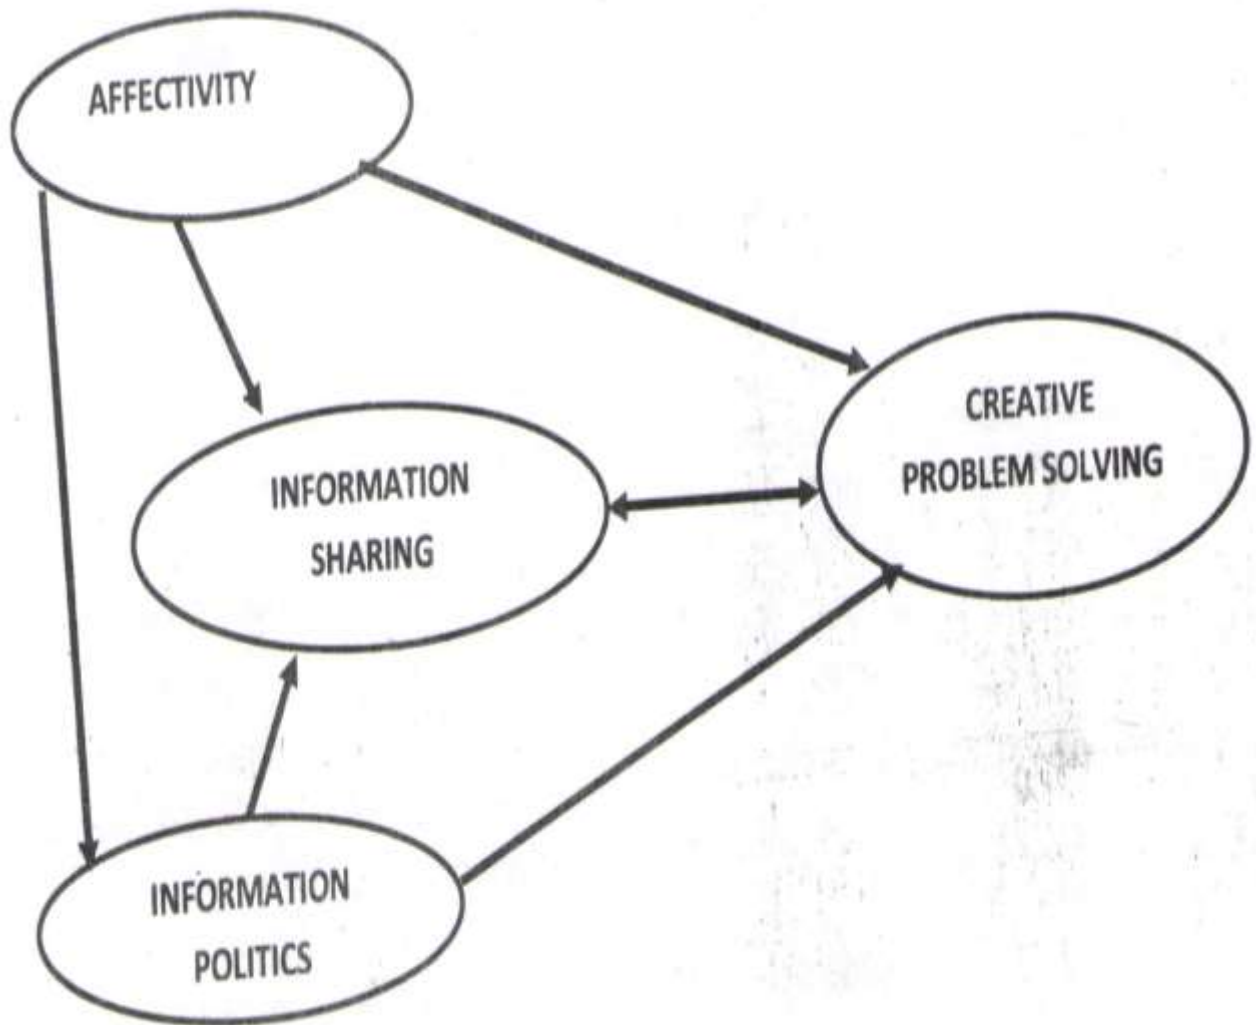 AFFECTIVITY
CREATIVE
PROBLEM SOLVING
INFORMATION
SHARING
INFORMATION
POLITICS